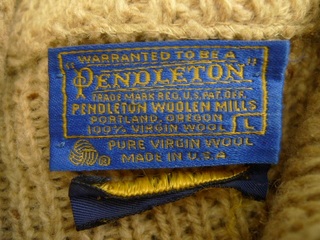 WARRANTED TO BE A
"PENDLETON"
TRADE MARK REG. U.S. PAT. OFF.
PENDLETON WOOLEN MILLS
PORTLAND, OREGON
100% VIRGIN WOOL L
PURE VIRGIN WOOL
MADE IN U.S.A